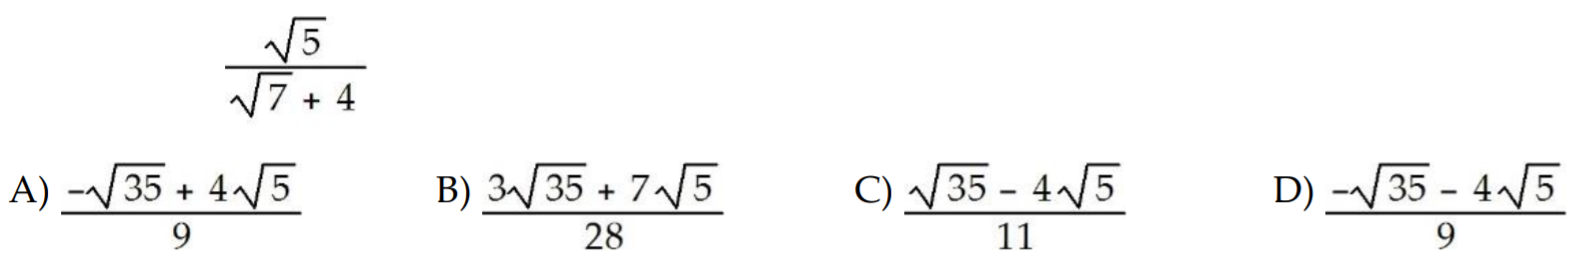 √5
√7 + 4
A) (-√35 + 4√5)/9 B) (3√35 + 7√5)/28 C) (√35 - 4√5)/11 D) (-√35 - 4√5)/9